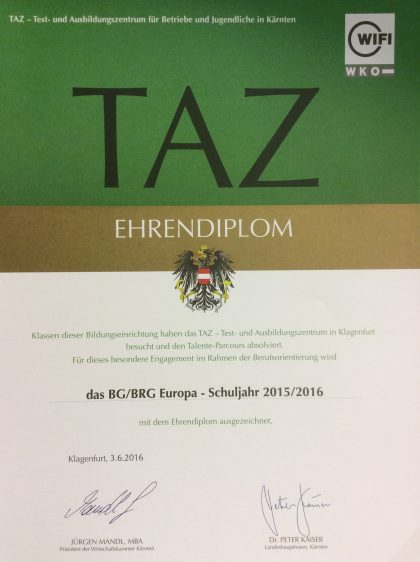 TAZ – Test- und Ausbildungszentrum für Betriebe und Jugendliche in Kärnten
WIFI
WKO
TAZ
EHRENDIPLOM
Klassen dieser Bildungseinrichtung haben das TAZ – Test- und Ausbildungszentrum in Klagenfurt
besucht und den Talente-Parcours absolviert.
Für dieses besondere Engagement im Rahmen der Berufsorientierung wird
das BG/BRG Europa - Schuljahr 2015/2016
mit dem Ehrendiplom ausgezeichnet.
Klagenfurt, 3.6.2016
JÜRGEN MANDL, MBA
Präsident der Wirtschaftskammer Kärnten
Dr. PETER KAISER
Landeshauptmann, Kärnten